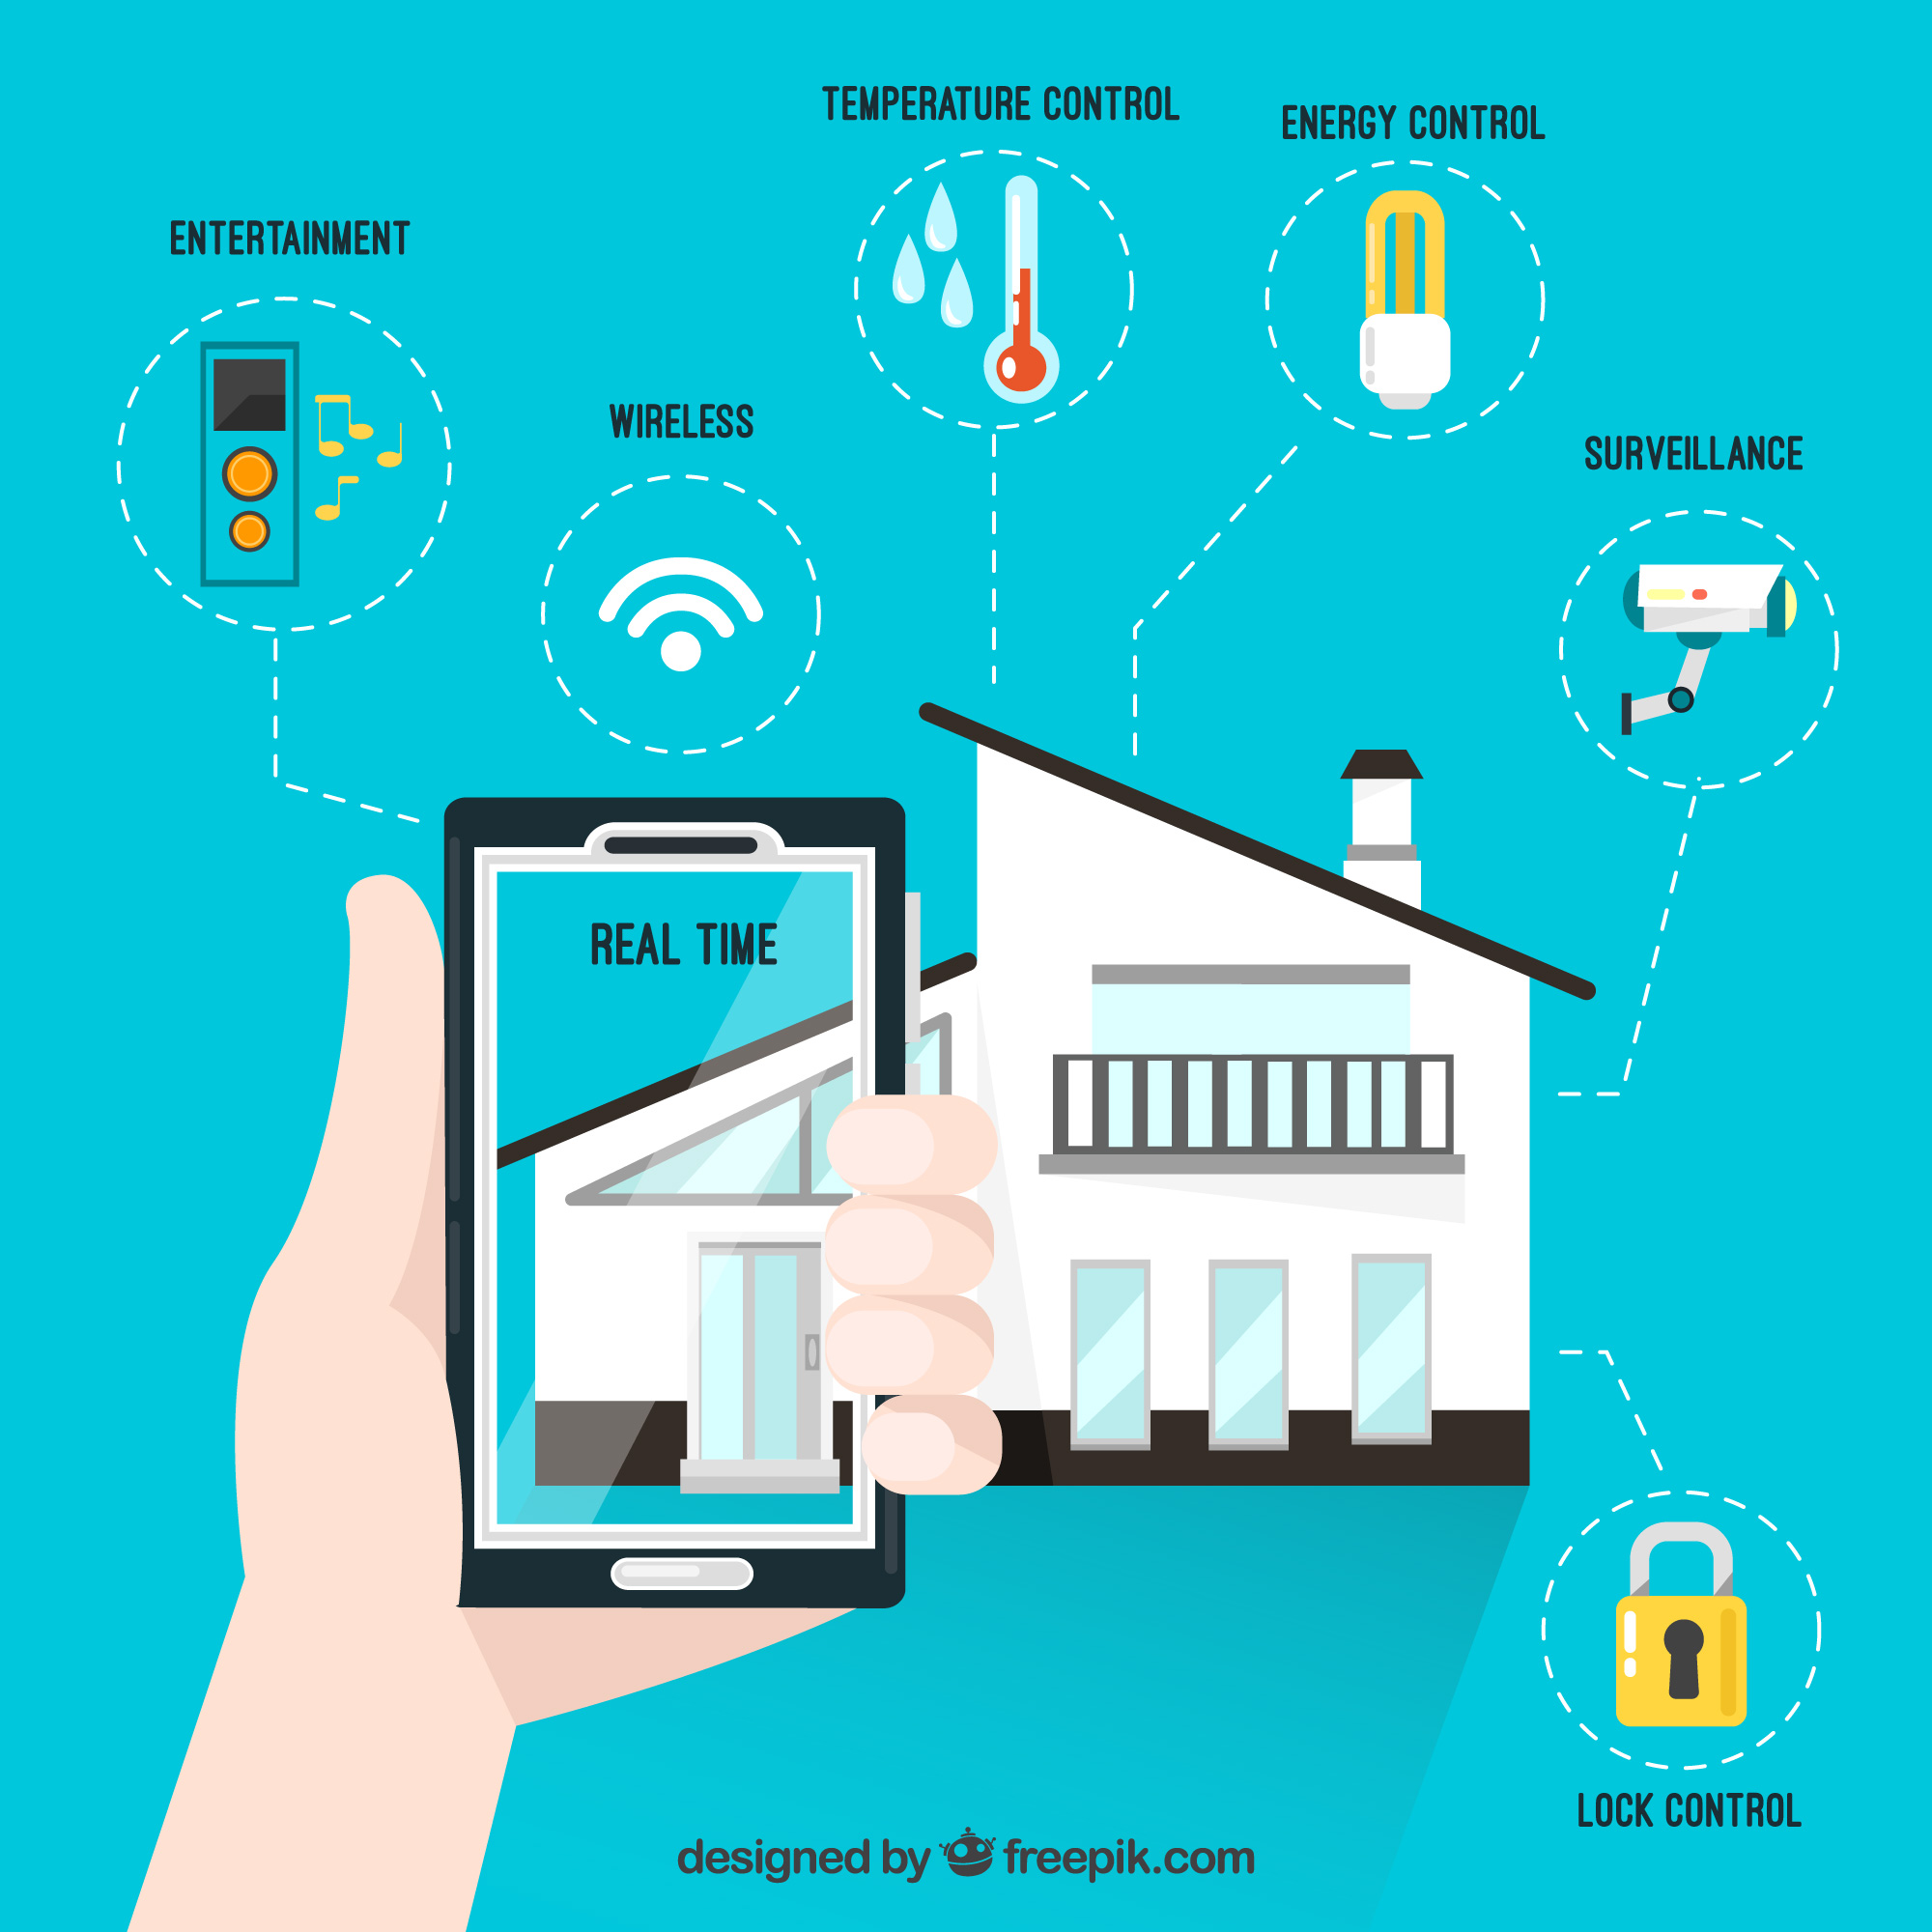 TEMPERATURE CONTROL
ENERGY CONTROL
ENTERTAINMENT
WIRELESS
SURVEILLANCE
REAL TIME
LOCK CONTROL
designed by freepik.com